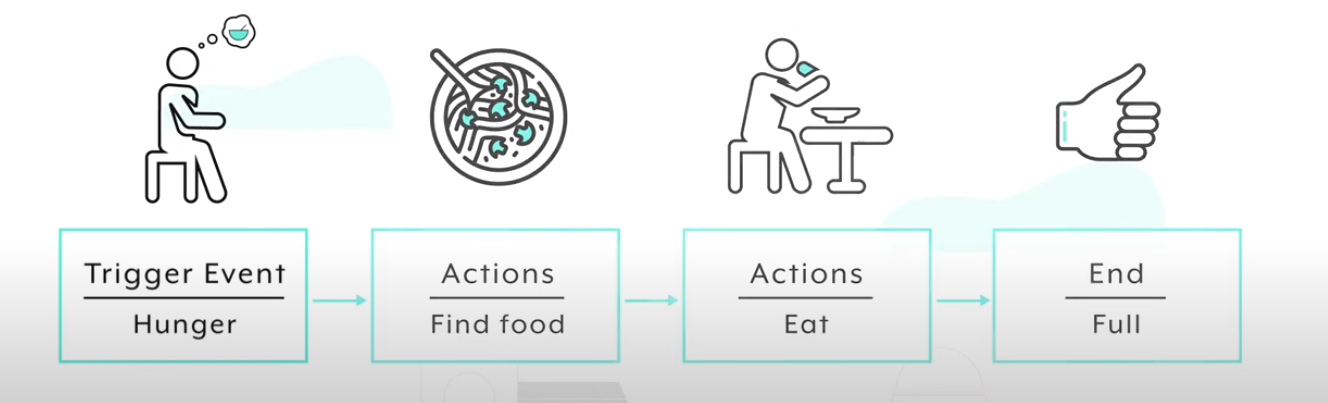 Trigger Event
Hunger
Actions
Find food
Actions
Eat
End
Full